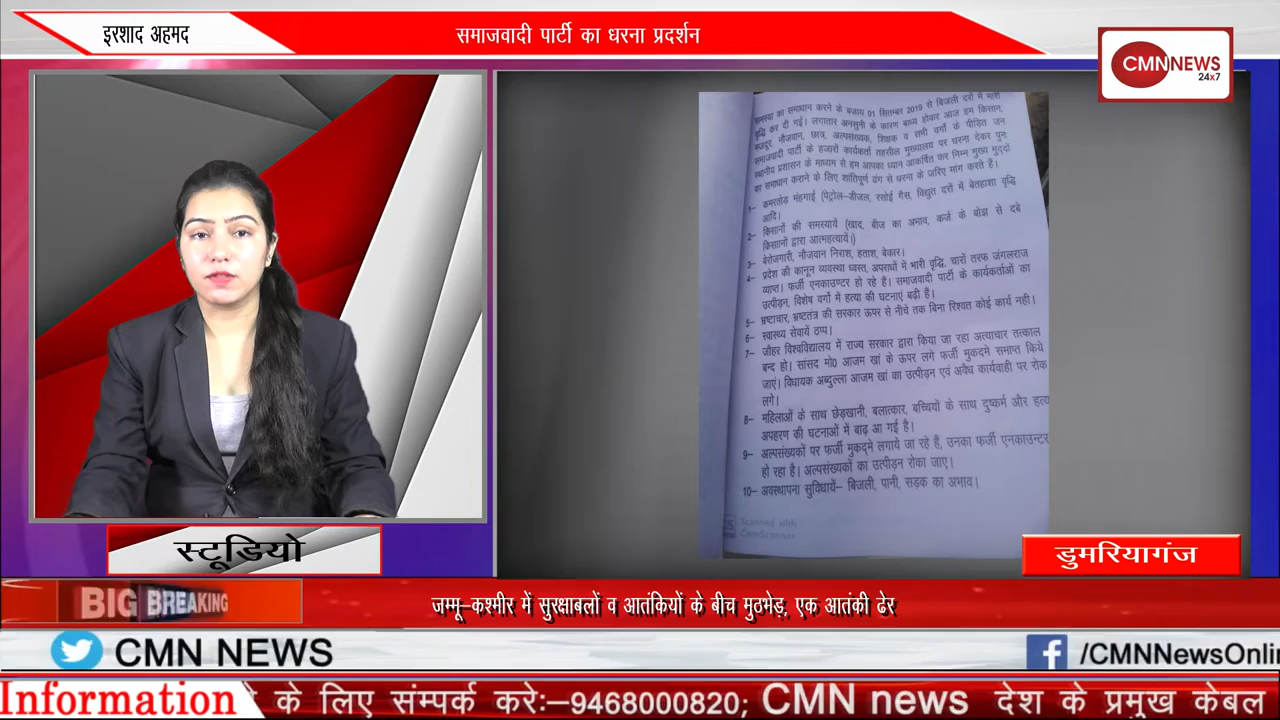 इरशाद अहमद
समाजवादी पार्टी का धरना प्रदर्शन
CMNNEWS
24x7
समस्या का समाधान करने के बजाय 01 सितम्बर 2019 से बिजली दरों में भारी
वृद्धि कर दी गई। लगातार अनसुनी के कारण बाध्य होकर आज हम किसान,
मजदूर, नौजवान, छात्र, अल्पसंख्यक, शिक्षक व सभी वर्गों के पीड़ित जन
समाजवादी पार्टी के हजारों कार्यकर्ता तहसील मुख्यालय पर धरना देकर पुनः
स्थानीय प्रशासन के माध्यम से हम आपका ध्यान आकर्षित कर निम्न मुख्य मुद्दों
का समाधान कराने के लिए शांतिपूर्ण ढंग से धरना के जरिए मांग करते हैं।
1– कमरतोड़ मंहगाई (पेट्रोल–डीजल, रसोई गैस, विद्युत दरों में बेतहाशा वृद्धि
आदि।
2– किसानों की समस्यायें (खाद, बीज का अभाव, कर्ज के बोझ से दबे
किसानों द्वारा आत्महत्यायें।)
3– बेरोजगारी, नौजवान निराश, हताश, बेकार।
4– प्रदेश की कानून व्यवस्था ध्वस्त, अपराधों में भारी वृद्धि, चारों तरफ जंगलराज
व्याप्त। फर्जी एनकाउण्टर हो रहे हैं। समाजवादी पार्टी के कार्यकर्ताओं का
उत्पीड़न, विशेष वर्गो में हत्या की घटनाएं बढ़ी हैं।
5– भ्रष्टाचार, भ्रष्टतंत्र की सरकार ऊपर से नीचे तक बिना रिश्वत कोई कार्य नही।
6– स्वास्थ्य सेवायें ठप्प।
7– जौहर विश्वविद्यालय में राज्य सरकार द्वारा किया जा रहा अत्याचार तत्काल
बन्द हो। सांसद मो0 आजम खां के ऊपर लगे फर्जी मुकदमे समाप्त किये
जाएं। विधायक अब्दुल्ला आजम खां का उत्पीड़न एवं अवैध कार्यवाही पर रोक
लगे।
8– महिलाओं के साथ छेड़खानी, बलात्कार, बच्चियों के साथ दुष्कर्म और हत्य
अपहरण की घटनाओं में बाढ़ आ गई है।
9– अल्पसंख्यकों पर फर्जी मुकद्मे लगाये जा रहे हैं, उनका फर्जी एनकाउन्टर
हो रहा है। अल्पसंख्यकों का उत्पीड़न रोका जाए।
10– अवस्थापना सुविधायें– बिजली, पानी, सड़क का अभाव।
Scanned with
CamScanner
स्टूडियो
डुमरियागंज
BIG BREAKING
जम्मू–कश्मीर में सुरक्षाबलों व आतंकियों के बीच मुठभेड़, एक आतंकी ढेर
CMN NEWS
/CMNNewsOnli
Information
के लिए संपर्क करेः–9468000820; CMN news देश के प्रमुख केबल